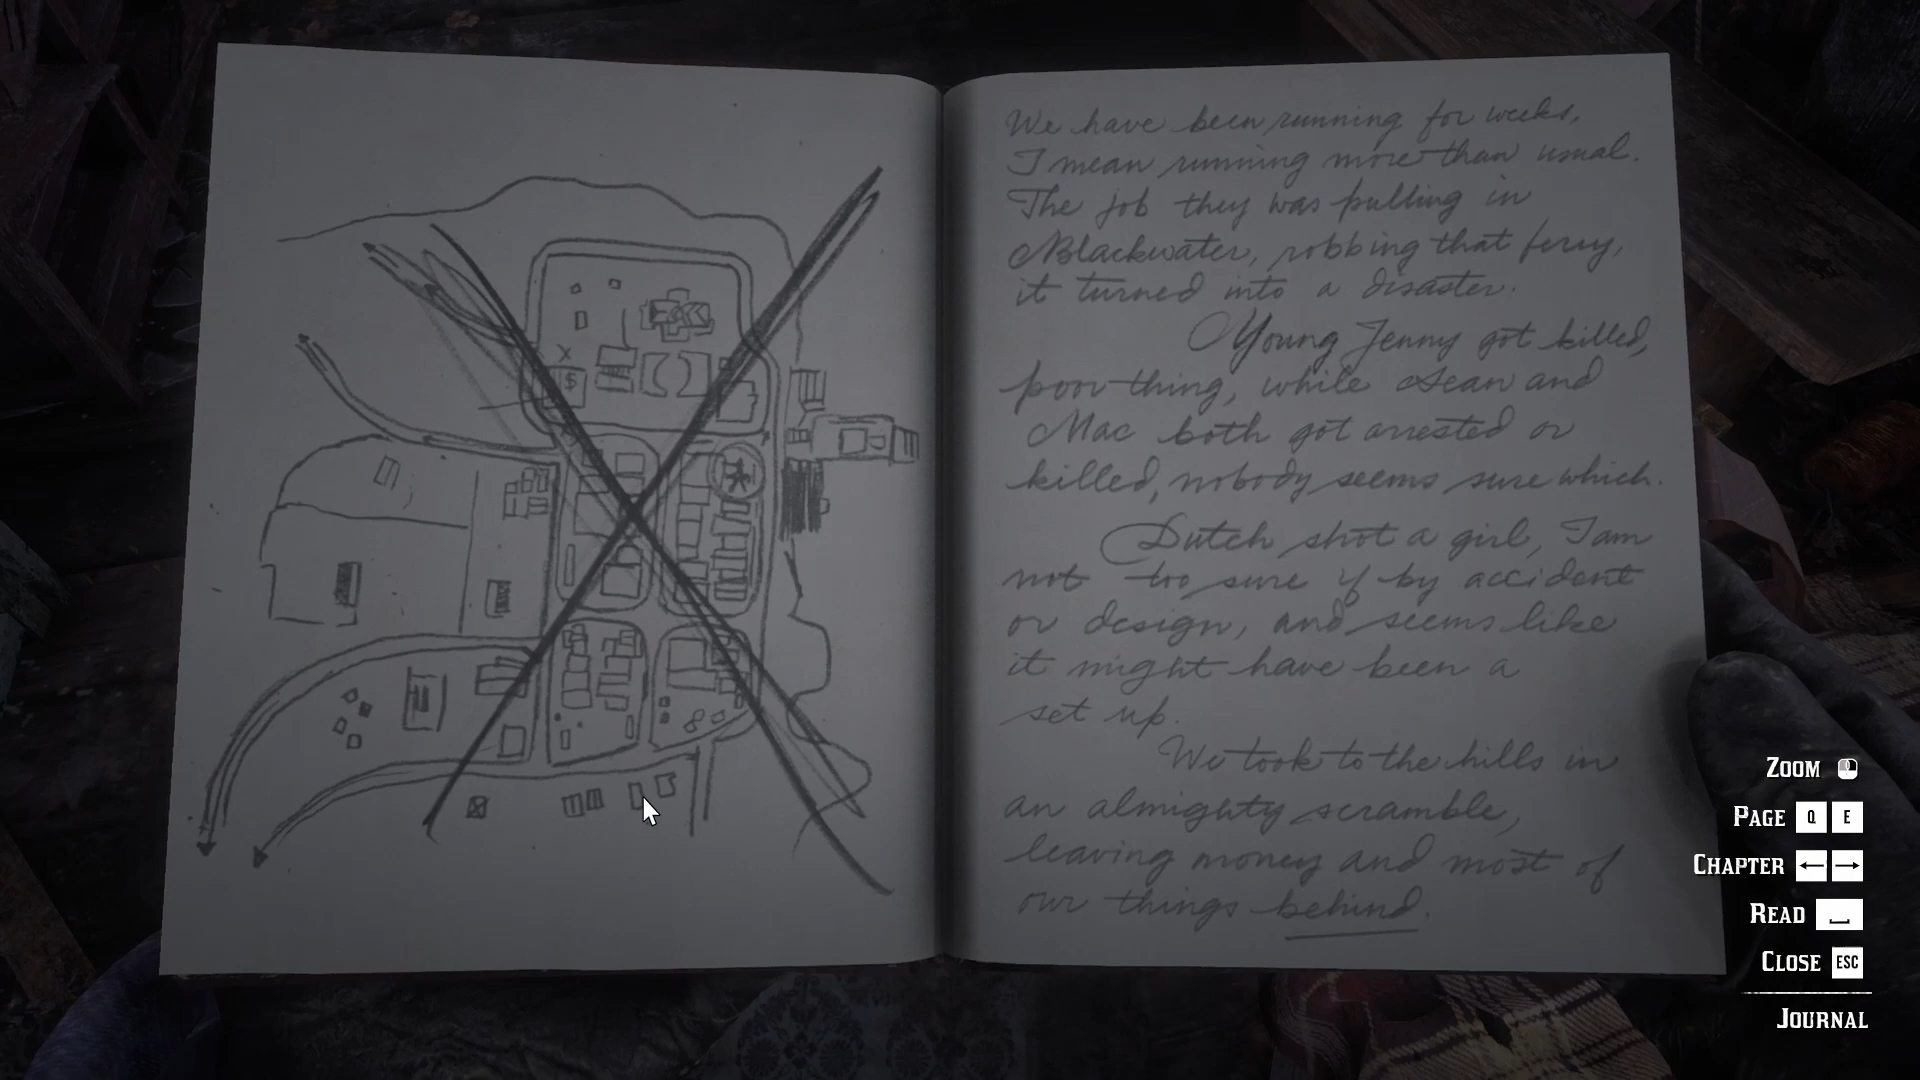 We have been running for weeks,
I mean running more than usual.
The job they was pulling in
Blackwater, robbing that ferry,
it turned into a disaster.
Young Jenny got killed,
poor thing, while Sean and
Mac both got arrested or
killed, nobody seems sure which.
Dutch shot a girl, I am
not too sure if by accident
or design, and seems like
it might have been a
set up.
We took to the hills in
an almighty scramble,
leaving money and most of
our things behind.
X
$
ZOOM
PAGE Q E
CHAPTER ← →
READ
CLOSE ESC
JOURNAL